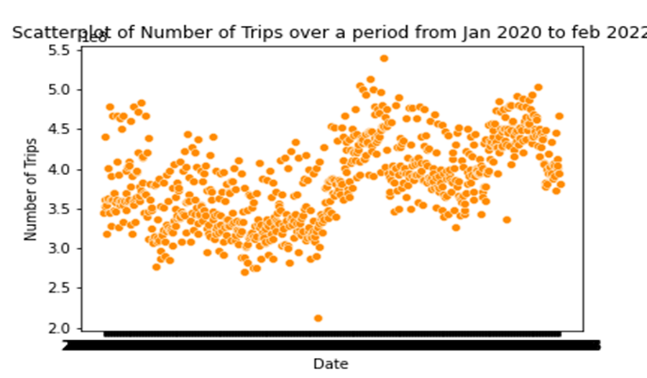 Scatterplot of Number of Trips over a period from Jan 2020 to feb 2022
1e8
5.5
5.0
4.5
4.0
3.5
3.0
2.5
2.0
Number of Trips
Date